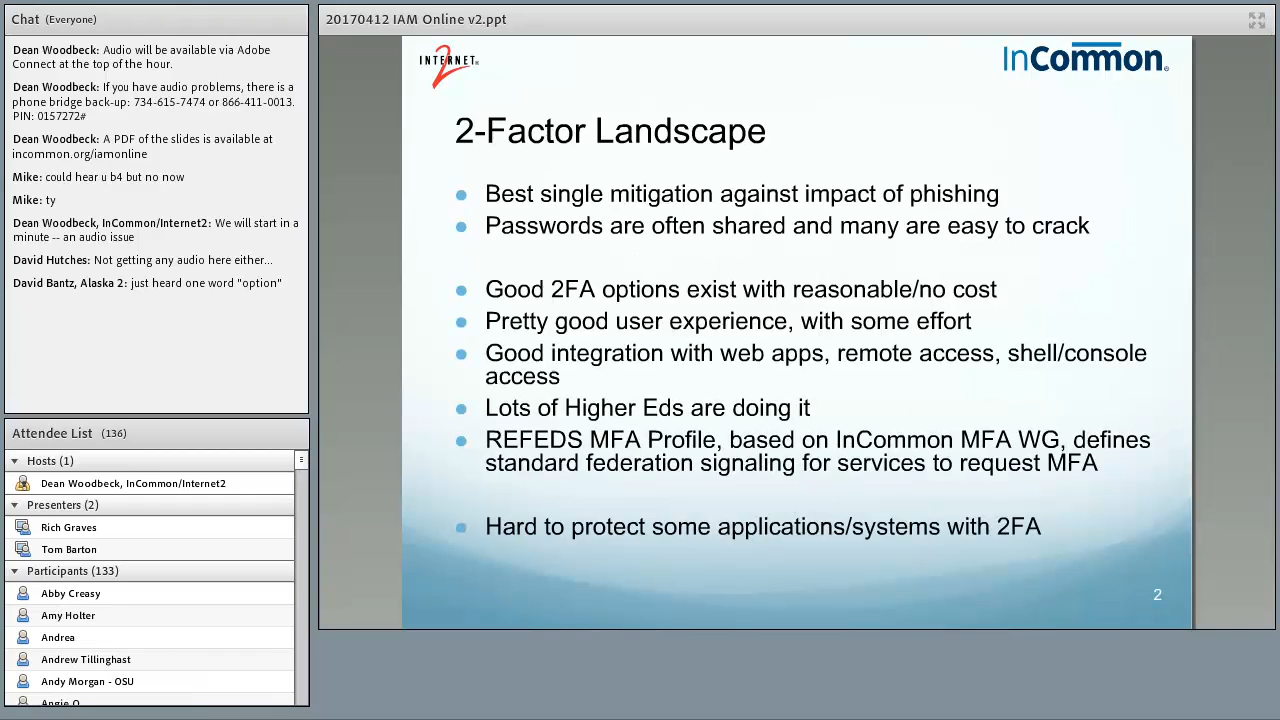 Chat (Everyone)
Dean Woodbeck: Audio will be available via Adobe
Connect at the top of the hour.
Dean Woodbeck: If you have audio problems, there is a
phone bridge back-up: 734-615-7474 or 866-411-0013.
PIN: 0157272#
Dean Woodbeck: A PDF of the slides is available at
incommon.org/iamonline
Mike: could hear u b4 but no now
Mike: ty
Dean Woodbeck, InCommon/Internet2: We will start in a
minute -- an audio issue
David Hutches: Not getting any audio here either...
David Bantz, Alaska 2: just heard one word "option"
Attendee List (136)
Hosts (1)
Dean Woodbeck, InCommon/Internet2
Presenters (2)
Rich Graves
Tom Barton
Participants (133)
Abby Creasy
Amy Holter
Andrea
Andrew Tillinghast
Andy Morgan - OSU
Angie O
20170412 IAM Online v2.ppt
INTERNET 2®
InCommon®
2-Factor Landscape
Best single mitigation against impact of phishing
Passwords are often shared and many are easy to crack
Good 2FA options exist with reasonable/no cost
Pretty good user experience, with some effort
Good integration with web apps, remote access, shell/console
access
Lots of Higher Eds are doing it
REFEDS MFA Profile, based on InCommon MFA WG, defines
standard federation signaling for services to request MFA
Hard to protect some applications/systems with 2FA
2